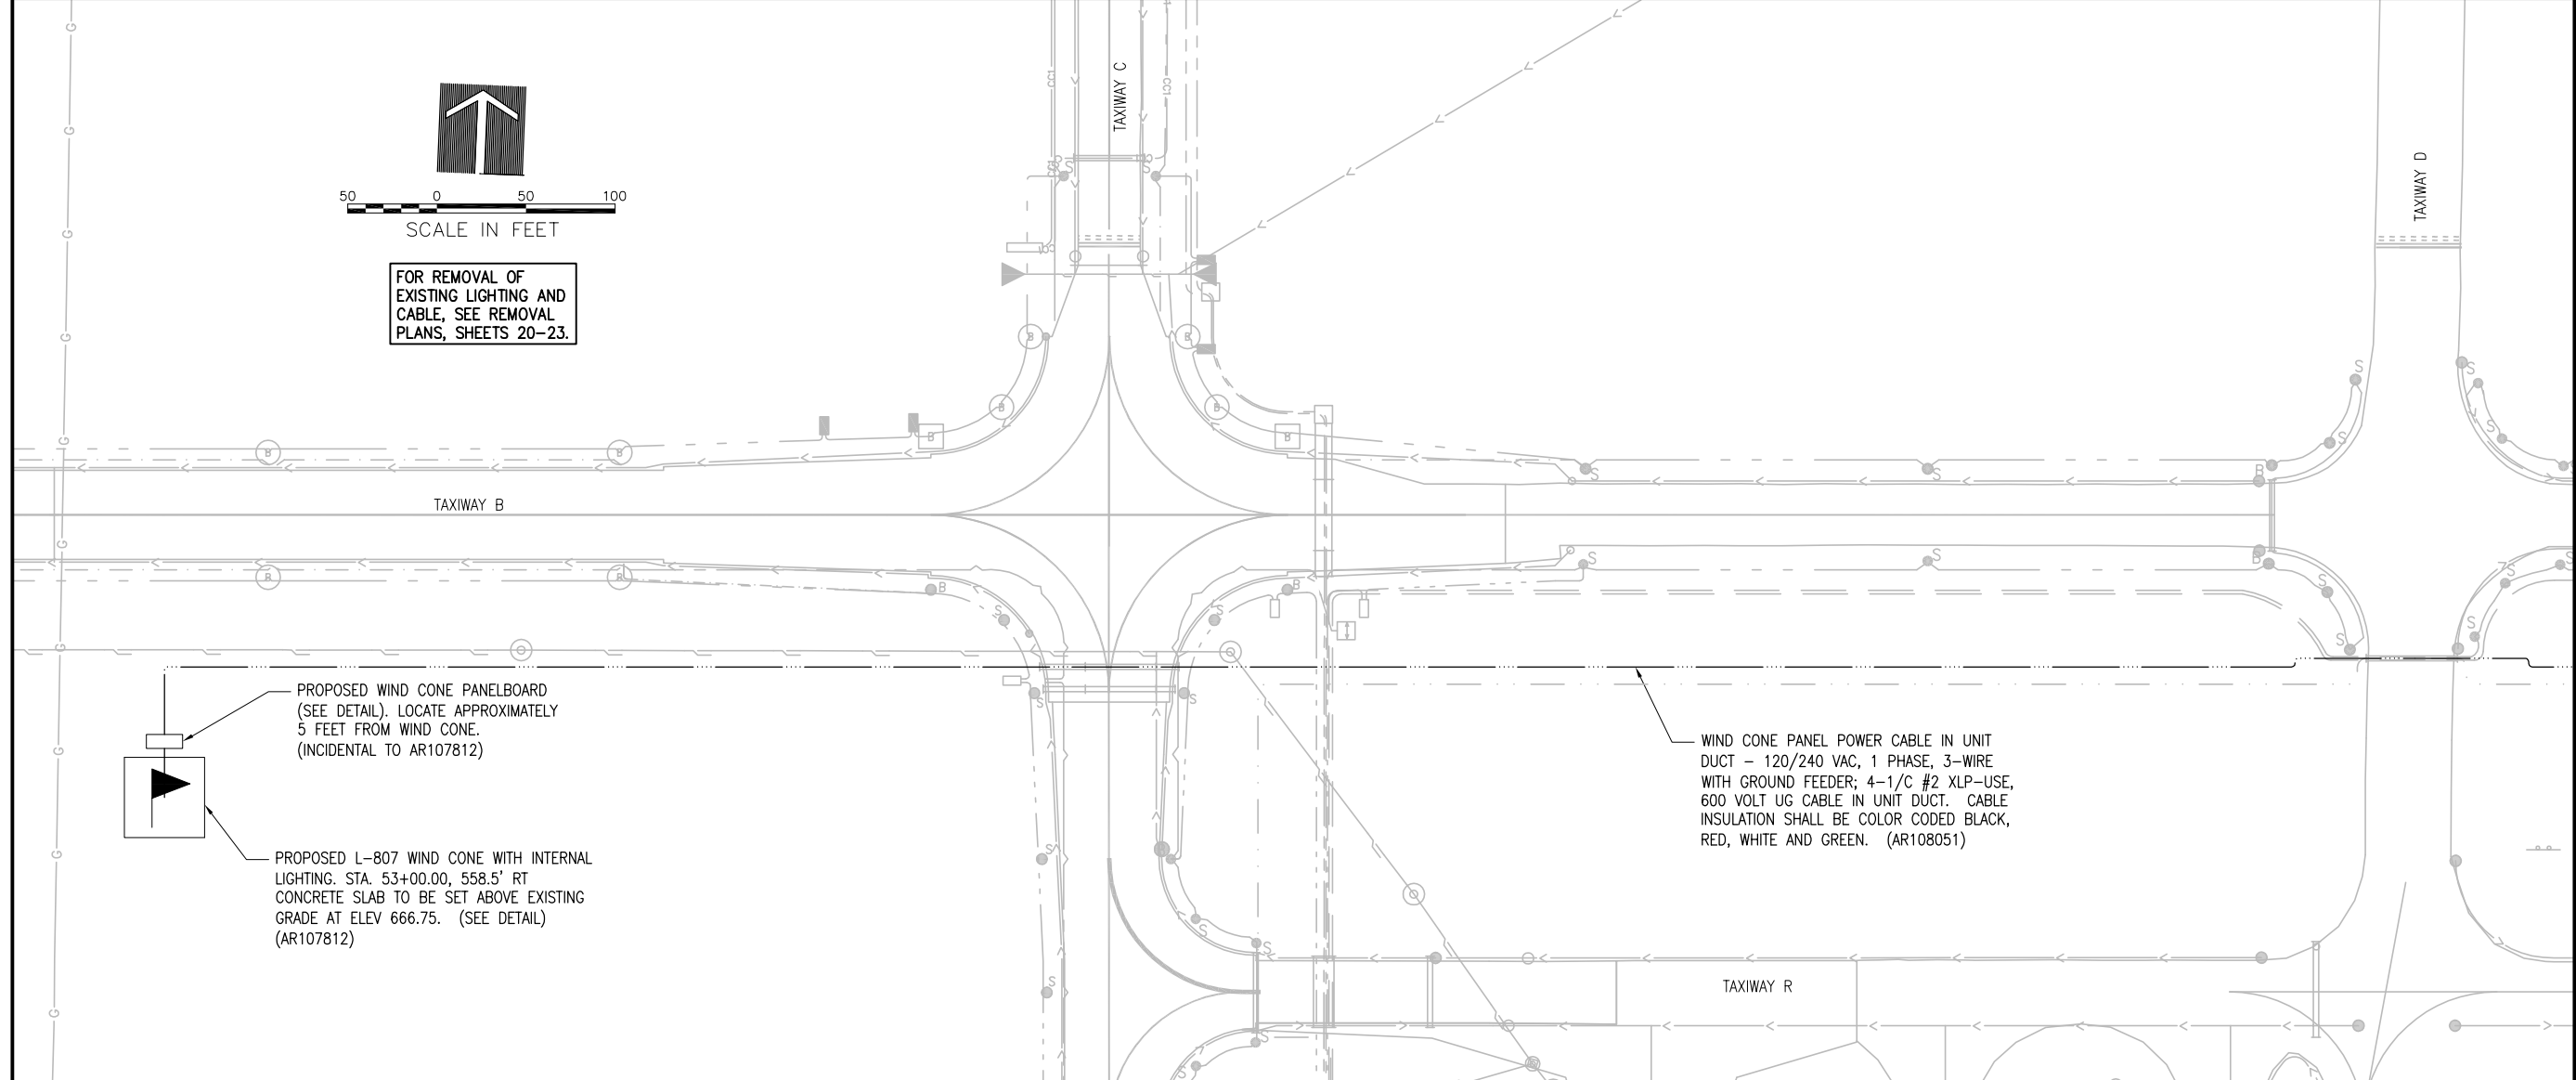 TAXIWAY C
TAXIWAY D
50 0 50 100
SCALE IN FEET
FOR REMOVAL OF
EXISTING LIGHTING AND
CABLE, SEE REMOVAL
PLANS, SHEETS 20-23.
TAXIWAY B
PROPOSED WIND CONE PANELBOARD
(SEE DETAIL). LOCATE APPROXIMATELY
5 FEET FROM WIND CONE.
(INCIDENTAL TO AR107812)
PROPOSED L-807 WIND CONE WITH INTERNAL
LIGHTING. STA. 53+00.00, 558.5' RT
CONCRETE SLAB TO BE SET ABOVE EXISTING
GRADE AT ELEV 666.75. (SEE DETAIL)
(AR107812)
WIND CONE PANEL POWER CABLE IN UNIT
DUCT - 120/240 VAC, 1 PHASE, 3-WIRE
WITH GROUND FEEDER; 4-1/C #2 XLP-USE,
600 VOLT UG CABLE IN UNIT DUCT. CABLE
INSULATION SHALL BE COLOR CODED BLACK,
RED, WHITE AND GREEN. (AR108051)
TAXIWAY R